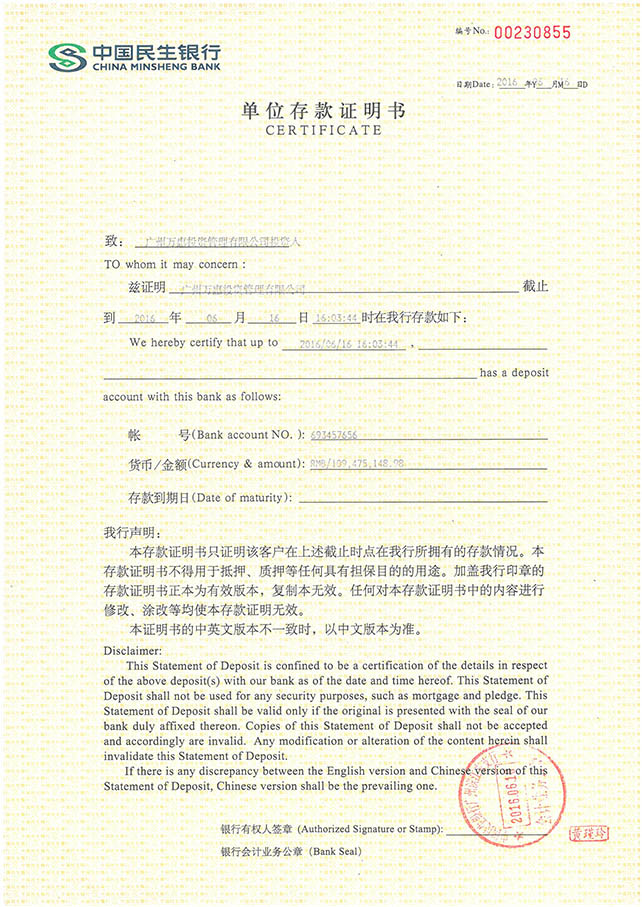 编号No.: 00230855
中国民生银行
CHINA MINSHENG BANK
日期Date: 2016 年Y 06 月M 16 日D
单位存款证明书
CERTIFICATE
致： 广州万惠投资管理有限公司投资人
TO whom it may concern :
兹证明 广州万惠投资管理有限公司 截止
到 2016 年 06 月 16 日 16:03:44 时在我行存款如下：
We hereby certify that up to 2016/06/16 16:03:44 ,
has a deposit
account with this bank as follows:
帐 号(Bank account NO. ): 693457656
货币/金额(Currency & amount): RMB/109,475,148.98
存款到期日(Date of maturity):
我行声明：
本存款证明书只证明该客户在上述截止时点在我行所拥有的存款情况。本
存款证明书不得用于抵押、质押等任何具有担保目的的用途。加盖我行印章的
存款证明书正本为有效版本，复制本无效。任何对本存款证明书中的内容进行
修改、涂改等均使本存款证明无效。
本证明书的中英文版本不一致时，以中文版本为准。
Disclaimer:
This Statement of Deposit is confined to be a certification of the details in respect
of the above deposit(s) with our bank as of the date and time hereof. This Statement of
Deposit shall not be used for any security purposes, such as mortgage and pledge. This
Statement of Deposit shall be valid only if the original is presented with the seal of our
bank duly affixed thereon. Copies of this Statement of Deposit shall not be accepted
and accordingly are invalid. Any modification or alteration of the content herein shall
invalidate this Statement of Deposit.
If there is any discrepancy between the English version and Chinese version of this
Statement of Deposit, Chinese version shall be the prevailing one.
2016.06.16
银行有权人签章 (Authorized Signature or Stamp):
黄瑛玲
银行会计业务公章 (Bank Seal)